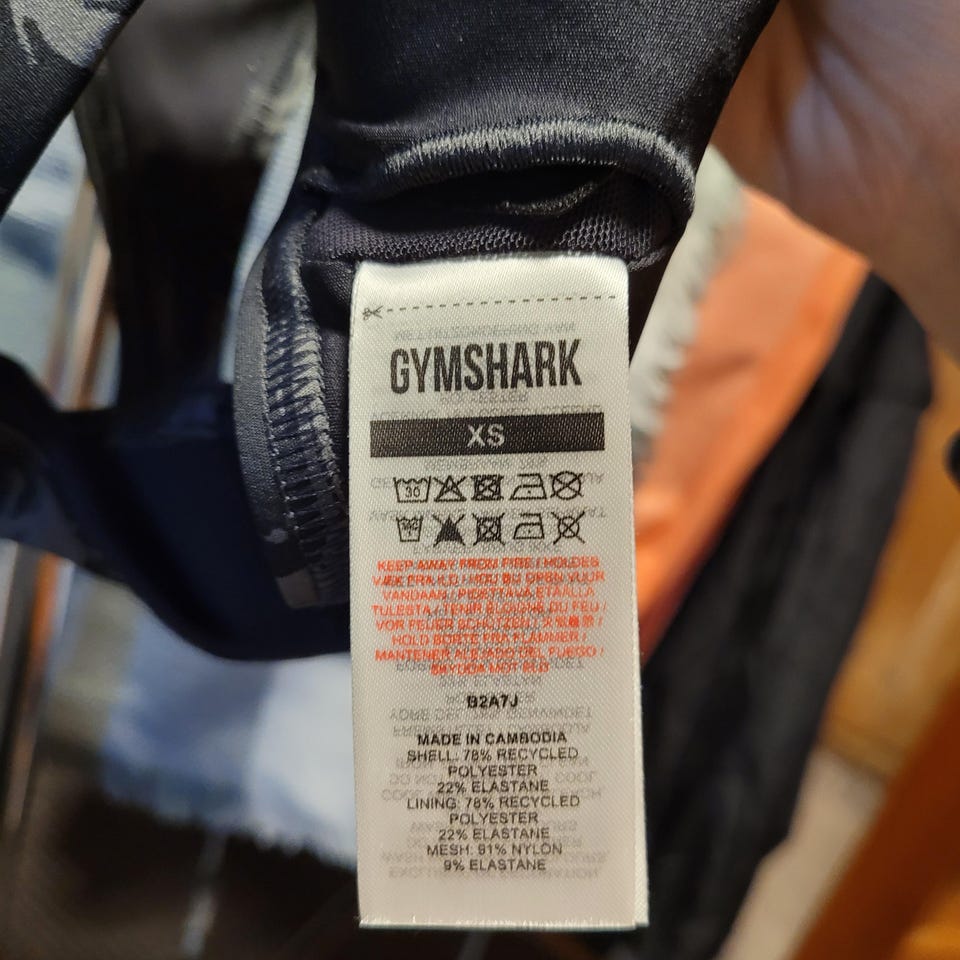 GYMSHARK
XS
30
KEEP AWAY FROM FIRE / HOLDES
VÆK FRA ILD / HOU BIJ OPEN VUUR
VANDAAN / PIDETTÄVÄ ETÄÄLLÄ
TULESTA / TENIR ÉLOIGNÉ DU FEU /
VOR FEUER SCHÜTZEN /
HOLD BORTE FRA FLAMMER /
MANTENER ALEJADO DEL FUEGO /
SKYDDA MOT ELD
B2A7J
MADE IN CAMBODIA
SHELL: 78% RECYCLED
POLYESTER
22% ELASTANE
LINING: 78% RECYCLED
POLYESTER
22% ELASTANE
MESH: 91% NYLON
9% ELASTANE